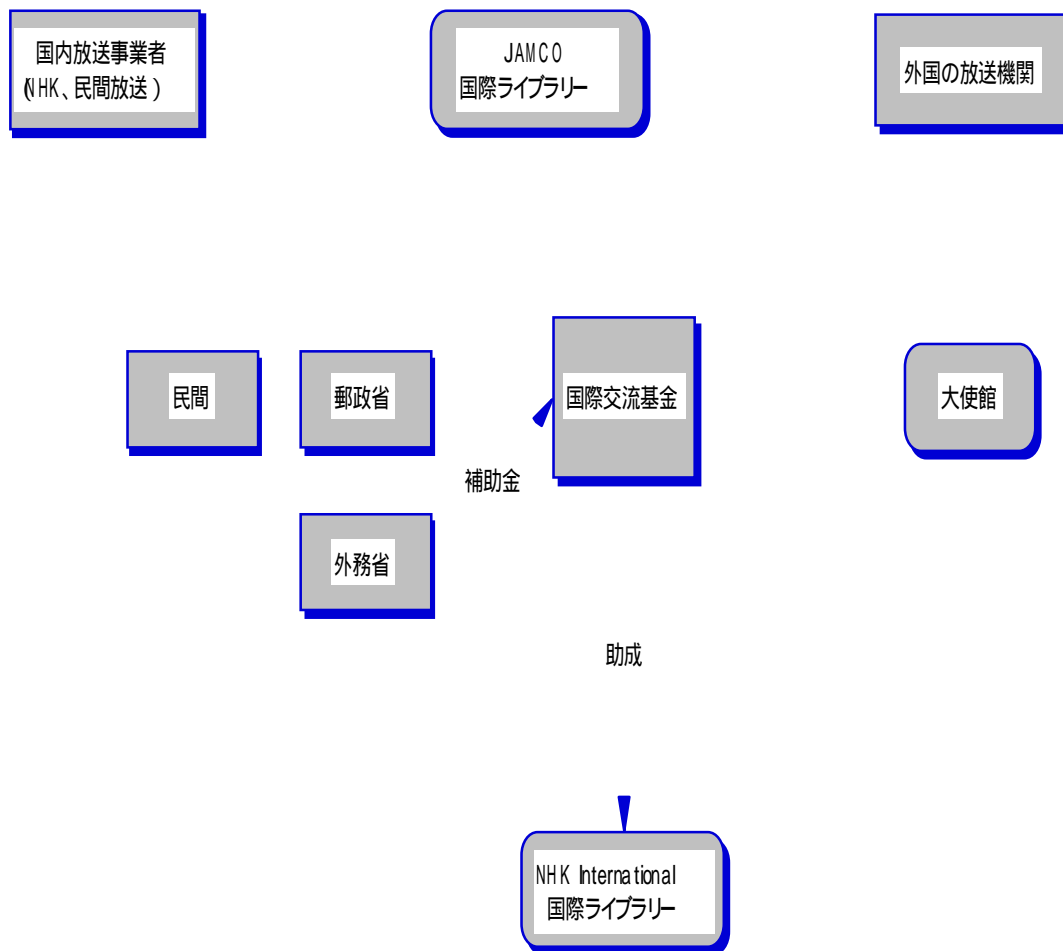 国内放送事業者
(NHK、民間放送)
JAMCO
国際ライブラリー
外国の放送機関
民間
郵政省
国際交流基金
大使館
補助金
外務省
助成
NHK International
国際ライブラリー